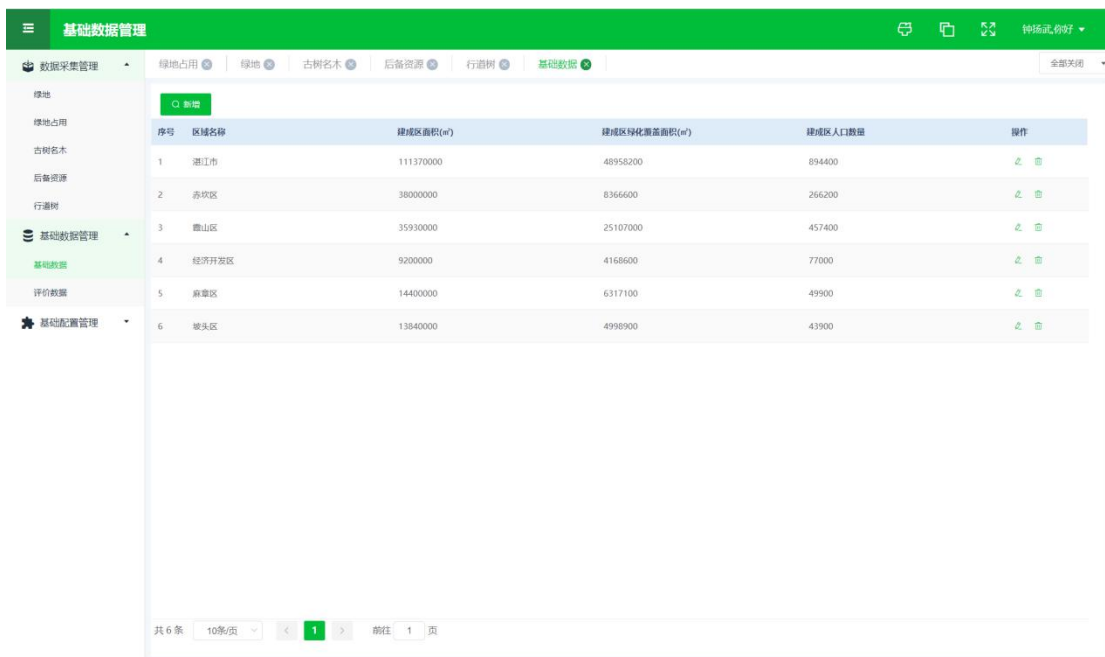 基础数据管理 钟扬武,你好
数据采集管理 绿地占用 绿地 古树名木 后备资源 行道树 基础数据 全部关闭
绿地
绿地占用
古树名木
后备资源
行道树
基础数据管理
基础数据
评价数据
基础配置管理
新增
序号 区域名称 建成区面积(㎡) 建成区绿化覆盖面积(㎡) 建成区人口数量 操作
1 湛江市 111370000 48958200 894400
2 赤坎区 38000000 8366600 266200
3 霞山区 35930000 25107000 457400
4 经济开发区 9200000 4168600 77000
5 麻章区 14400000 6317100 49900
6 坡头区 13840000 4998900 43900
共 6 条 10条/页 1 前往 1 页